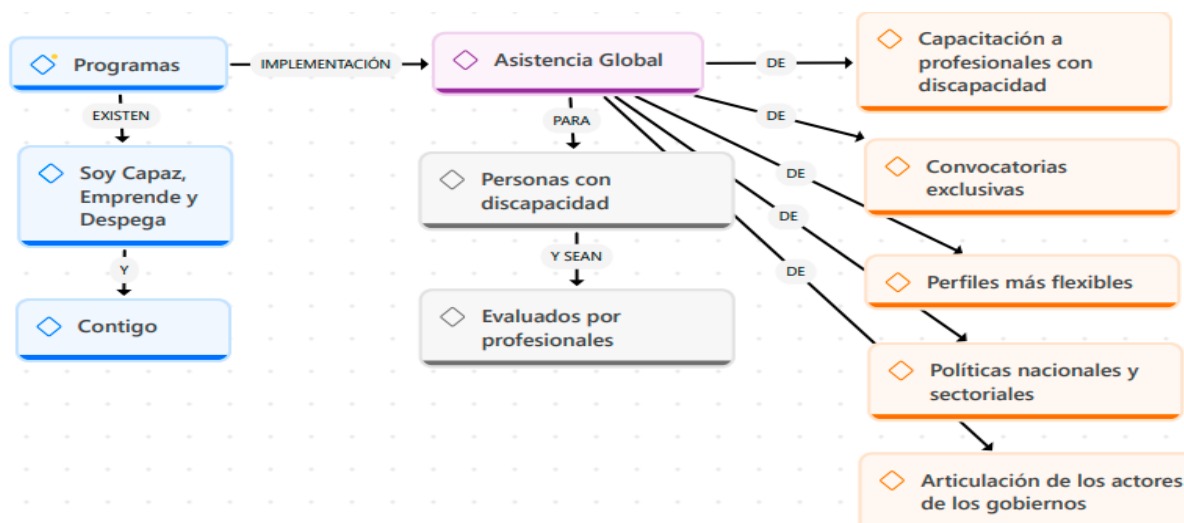 Programas
IMPLEMENTACIÓN
Asistencia Global
DE
Capacitación a
profesionales con
discapacidad
EXISTEN
PARA
DE
Soy Capaz,
Emprende y
Despega
Personas con
discapacidad
DE
Convocatorias
exclusivas
DE
Y
Y SEAN
DE
Perfiles más flexibles
Contigo
Evaluados por
profesionales
Políticas nacionales y
sectoriales
Articulación de los actores
de los gobiernos